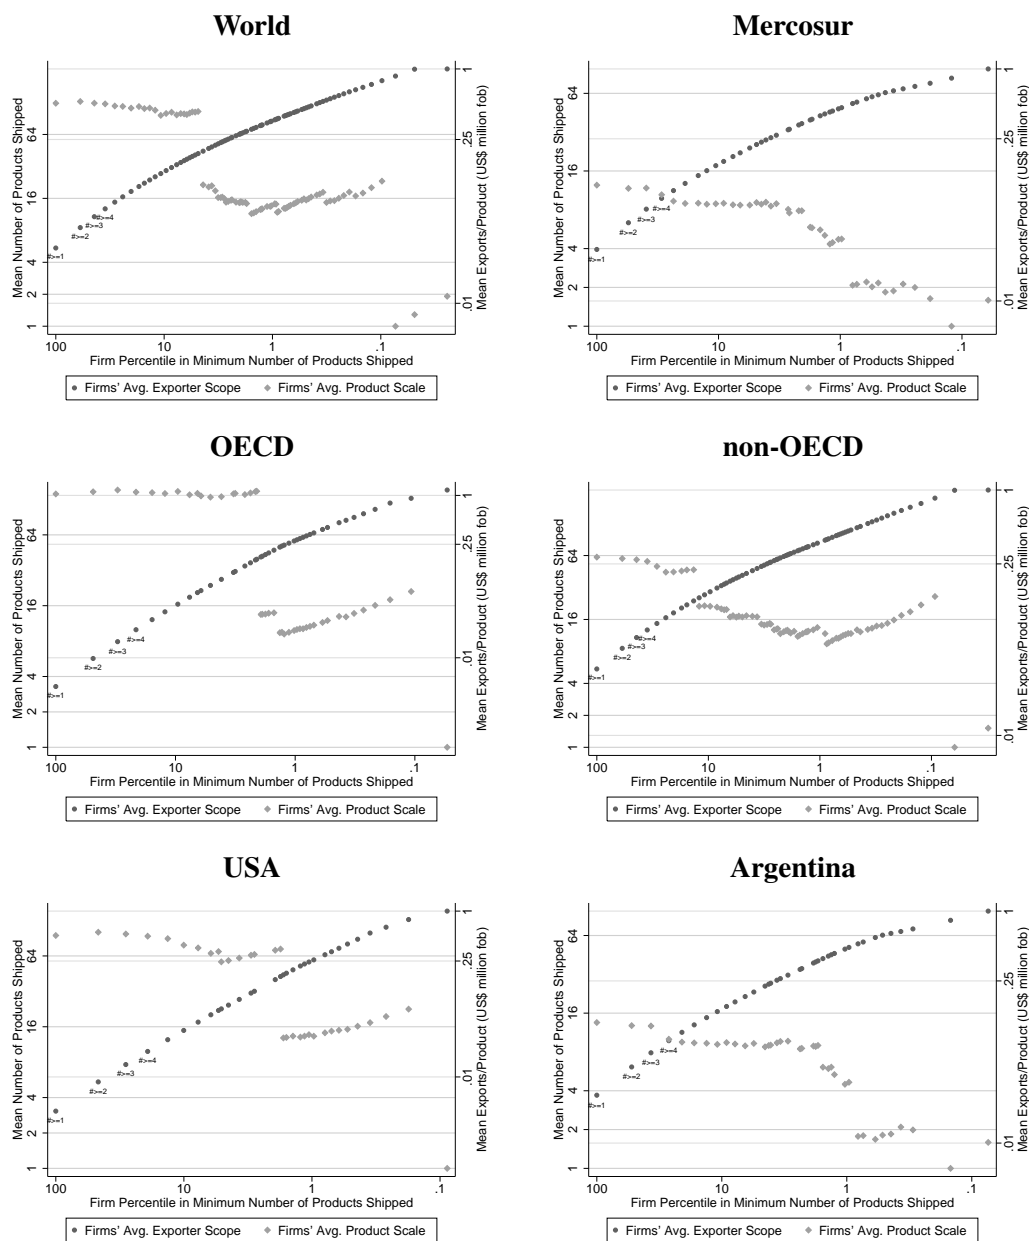 World
Mean Number of Products Shipped
1 2 4 16 64
#>=1
#>=2
#>=3
#>=4
.01 .25 1
Mean Exports/Product (US$ million fob)
100 10 1 .1
Firm Percentile in Minimum Number of Products Shipped
Firms' Avg. Exporter Scope Firms' Avg. Product Scale
Mercosur
Mean Number of Products Shipped
1 2 4 16 64
#>=1
#>=2
#>=3
#>=4
.01 .25 1
Mean Exports/Product (US$ million fob)
100 10 1 .1
Firm Percentile in Minimum Number of Products Shipped
Firms' Avg. Exporter Scope Firms' Avg. Product Scale
OECD
Mean Number of Products Shipped
1 2 4 16 64
#>=1
#>=2
#>=3
#>=4
.01 .25 1
Mean Exports/Product (US$ million fob)
100 10 1 .1
Firm Percentile in Minimum Number of Products Shipped
Firms' Avg. Exporter Scope Firms' Avg. Product Scale
non-OECD
Mean Number of Products Shipped
1 2 4 16 64
#>=1
#>=2
#>=3
#>=4
.01 .25 1
Mean Exports/Product (US$ million fob)
100 10 1 .1
Firm Percentile in Minimum Number of Products Shipped
Firms' Avg. Exporter Scope Firms' Avg. Product Scale
USA
Mean Number of Products Shipped
1 2 4 16 64
#>=1
#>=2
#>=3
#>=4
.01 .25 1
Mean Exports/Product (US$ million fob)
100 10 1 .1
Firm Percentile in Minimum Number of Products Shipped
Firms' Avg. Exporter Scope Firms' Avg. Product Scale
Argentina
Mean Number of Products Shipped
1 2 4 16 64
#>=1
#>=2
#>=3
#>=4
.01 .25 1
Mean Exports/Product (US$ million fob)
100 10 1 .1
Firm Percentile in Minimum Number of Products Shipped
Firms' Avg. Exporter Scope Firms' Avg. Product Scale